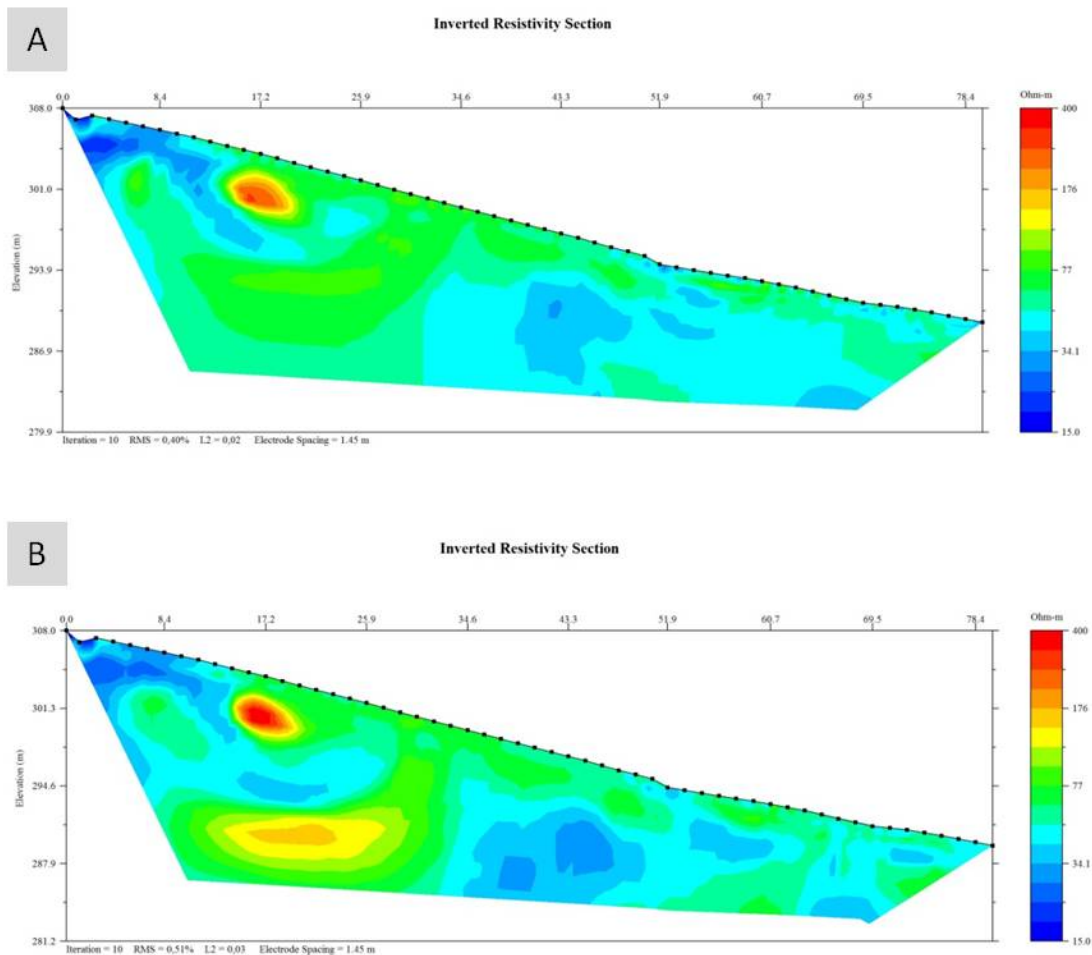 A
Inverted Resistivity Section
Ohm-m
0.0 8.4 17.2 25.9 34.6 43.3 51.9 60.7 69.5 78.4
308.0
301.0
293.9
286.9
279.9
Elevation (m)
400
176
77
34.1
15.0
Iteration = 10 RMS = 0,40% L2 = 0,02 Electrode Spacing = 1.45 m
B
Inverted Resistivity Section
Ohm-m
0.0 8,4 17.2 25.9 34.6 43.3 51.9 60.7 69.5 78.4
308.0
301.3
294.6
287.9
281.2
Elevation (m)
400
176
77
34.1
15.0
Iteration = 10 RMS = 0,51% L2 = 0,03 Electrode Spacing = 1.45 m